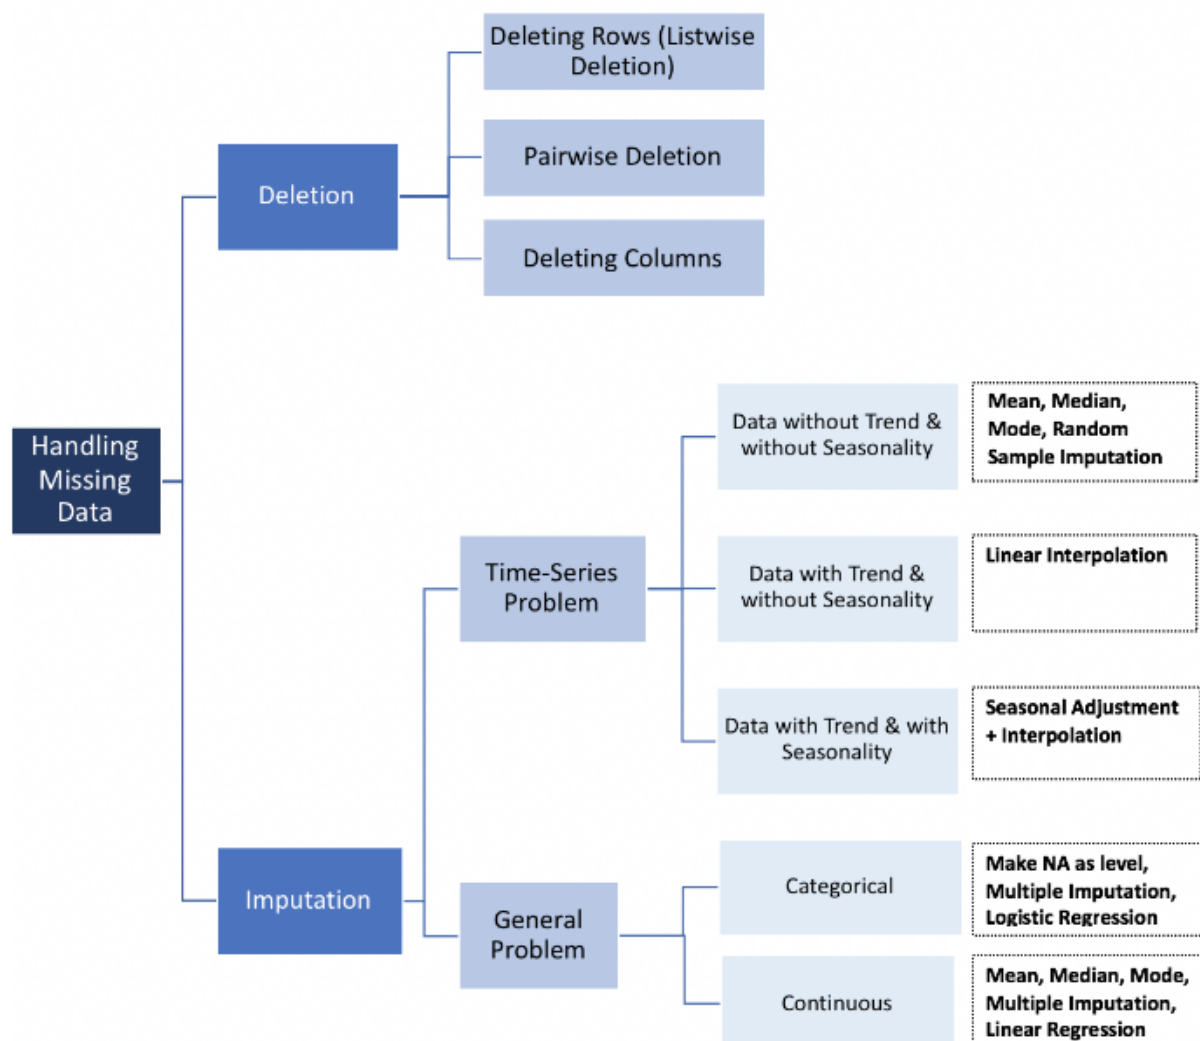 Deleting Rows (Listwise
Deletion)
Pairwise Deletion
Deletion
Deleting Columns
Handling
Missing
Data
Data without Trend &
without Seasonality
Mean, Median,
Mode, Random
Sample Imputation
Time-Series
Problem
Data with Trend &
without Seasonality
Linear Interpolation
Data with Trend & with
Seasonality
Seasonal Adjustment
+ Interpolation
Imputation
General
Problem
Categorical
Make NA as level,
Multiple Imputation,
Logistic Regression
Continuous
Mean, Median, Mode,
Multiple Imputation,
Linear Regression